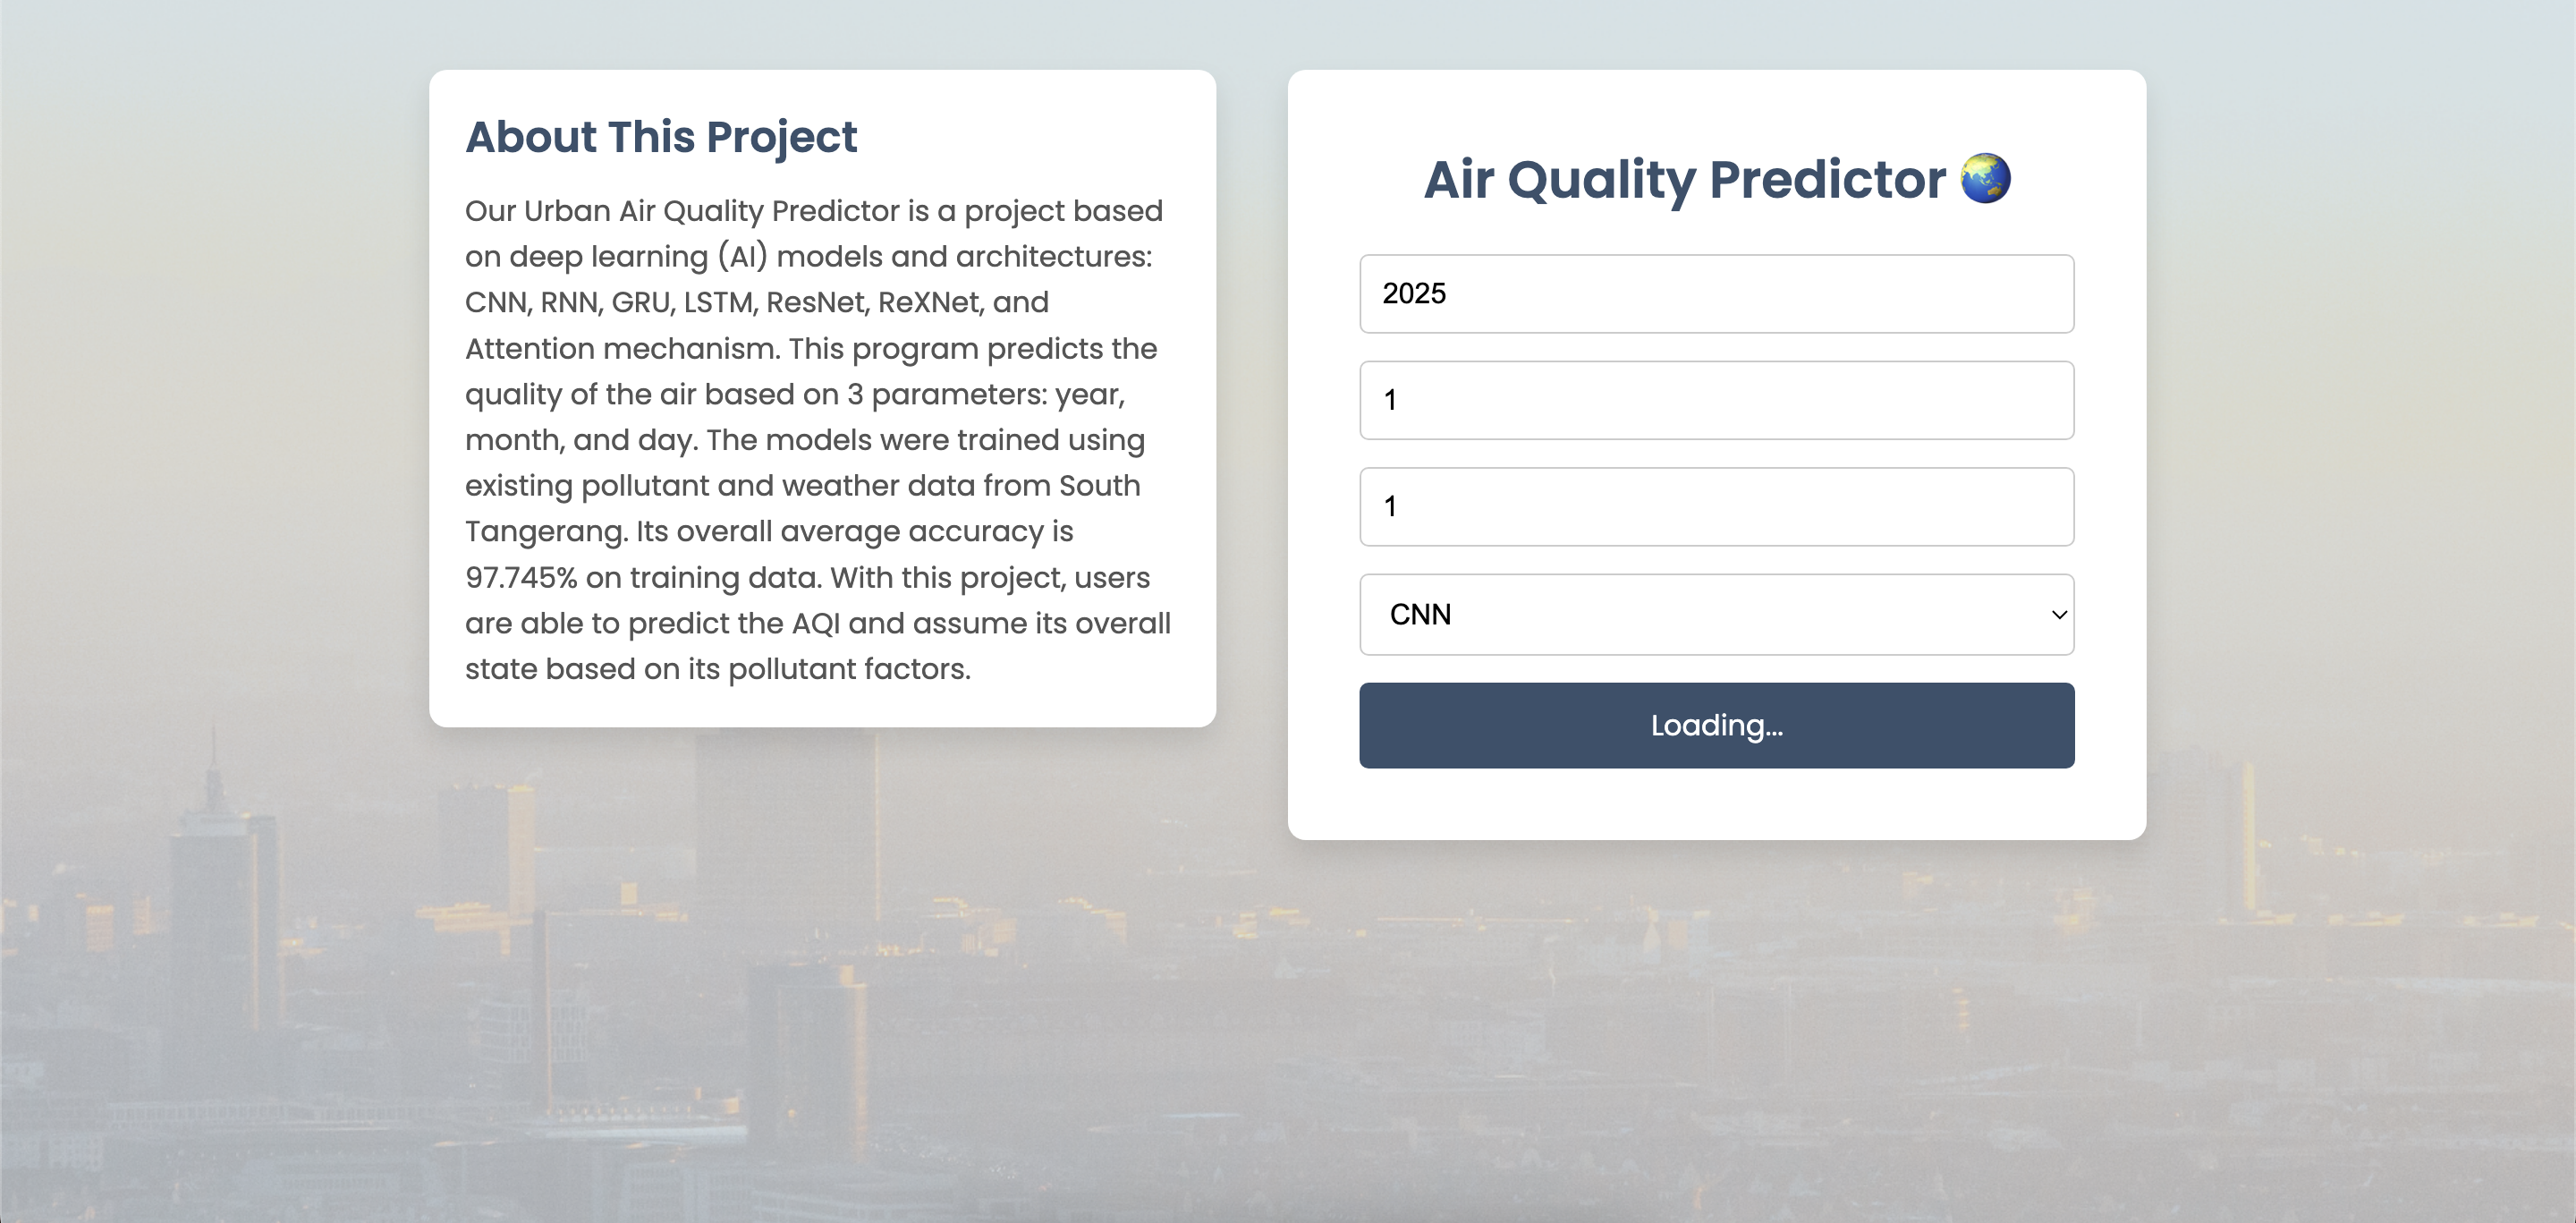 About This Project
Our Urban Air Quality Predictor is a project based
on deep learning (AI) models and architectures:
CNN, RNN, GRU, LSTM, ResNet, ReXNet, and
Attention mechanism. This program predicts the
quality of the air based on 3 parameters: year,
month, and day. The models were trained using
existing pollutant and weather data from South
Tangerang. Its overall average accuracy is
97.745% on training data. With this project, users
are able to predict the AQI and assume its overall
state based on its pollutant factors.
Air Quality Predictor 🌏
2025
1
1
CNN
Loading...